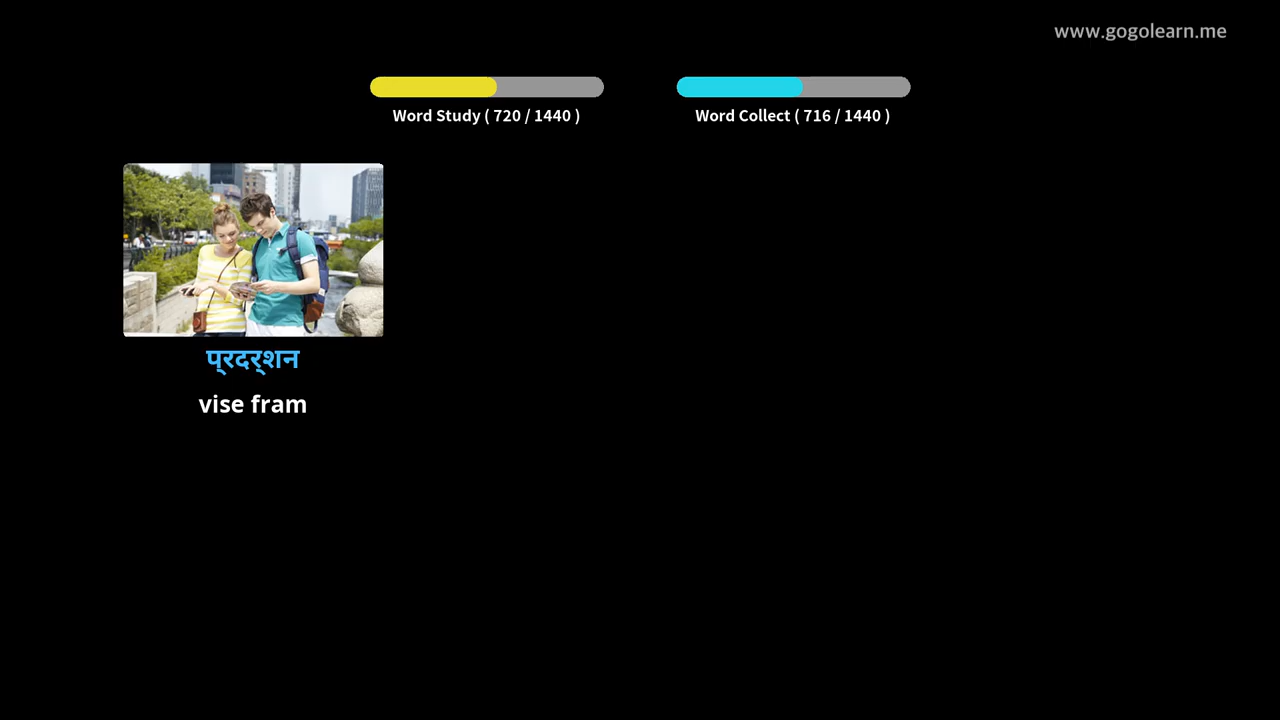 www.gogolearn.me
Word Study ( 720 / 1440 )
Word Collect ( 716 / 1440 )
प्रदर्शन
vise fram